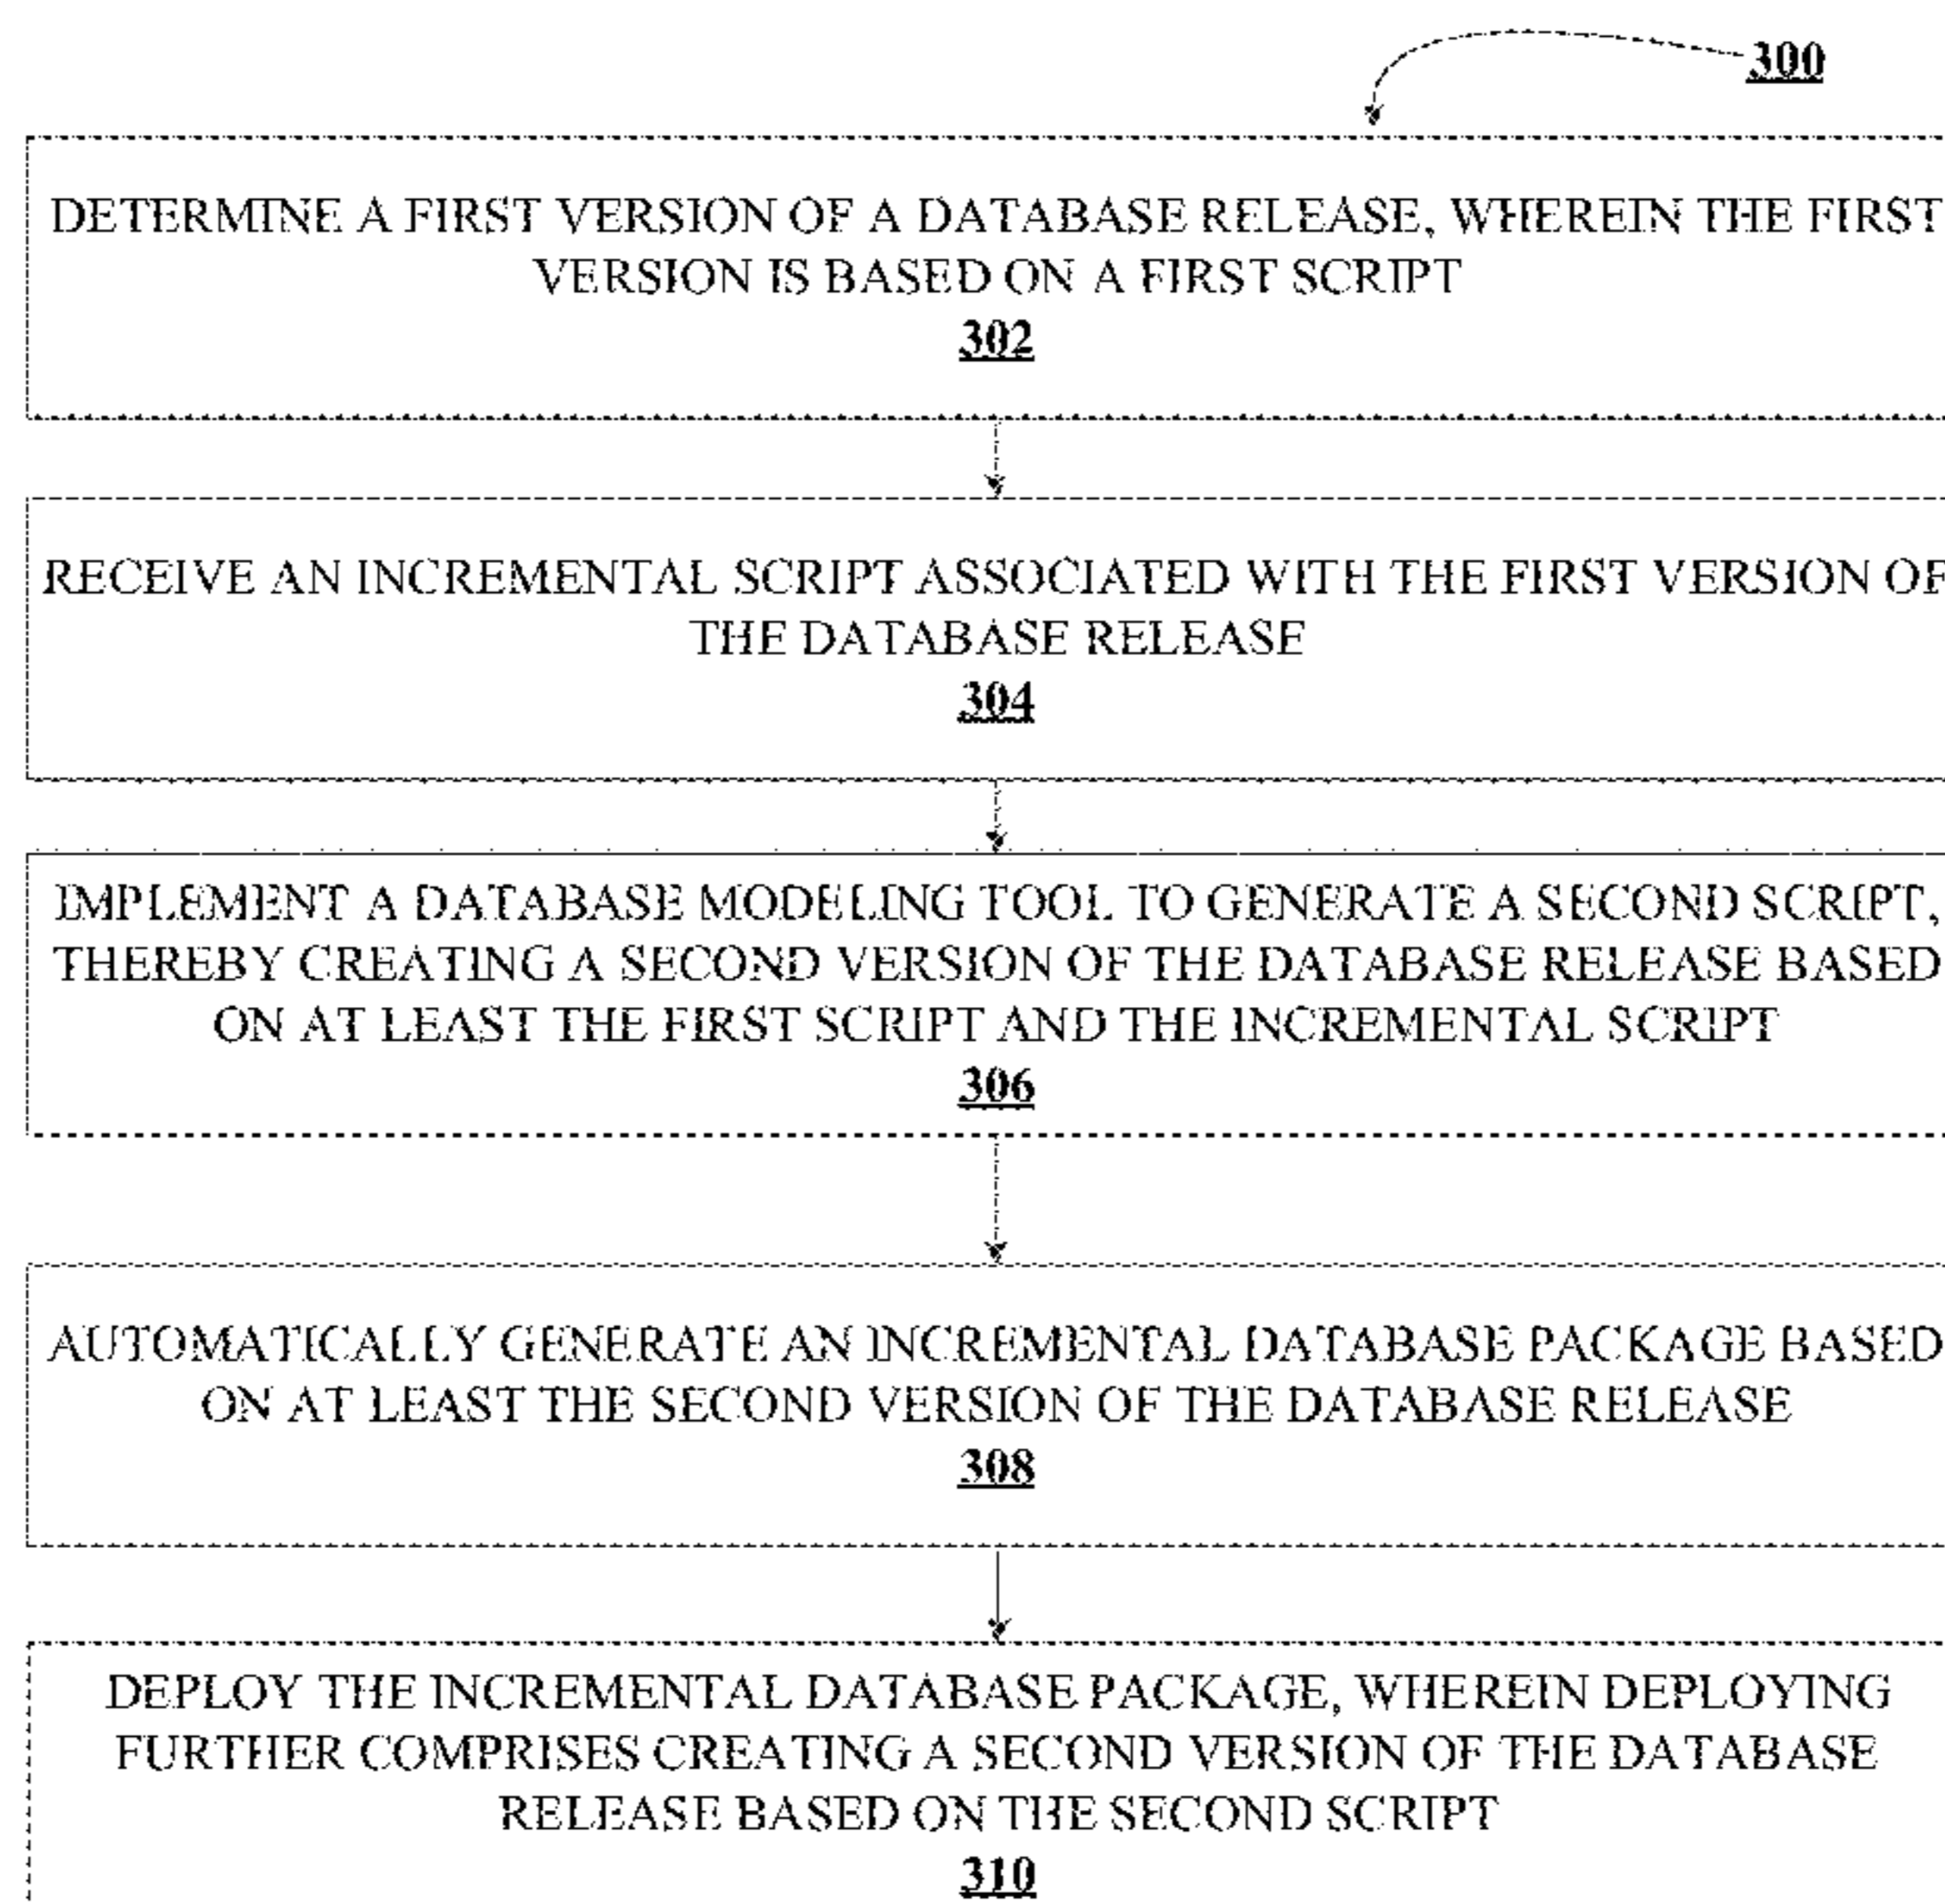 300
DETERMINE A FIRST VERSION OF A DATABASE RELEASE, WHEREIN THE FIRST
VERSION IS BASED ON A FIRST SCRIPT
302
RECEIVE AN INCREMENTAL SCRIPT ASSOCIATED WITH THE FIRST VERSION OF
THE DATABASE RELEASE
304
IMPLEMENT A DATABASE MODELING TOOL TO GENERATE A SECOND SCRIPT,
THEREBY CREATING A SECOND VERSION OF THE DATABASE RELEASE BASED
ON AT LEAST THE FIRST SCRIPT AND THE INCREMENTAL SCRIPT
306
AUTOMATICALLY GENERATE AN INCREMENTAL DATABASE PACKAGE BASED
ON AT LEAST THE SECOND VERSION OF THE DATABASE RELEASE
308
DEPLOY THE INCREMENTAL DATABASE PACKAGE, WHEREIN DEPLOYING
FURTHER COMPRISES CREATING A SECOND VERSION OF THE DATABASE
RELEASE BASED ON THE SECOND SCRIPT
310